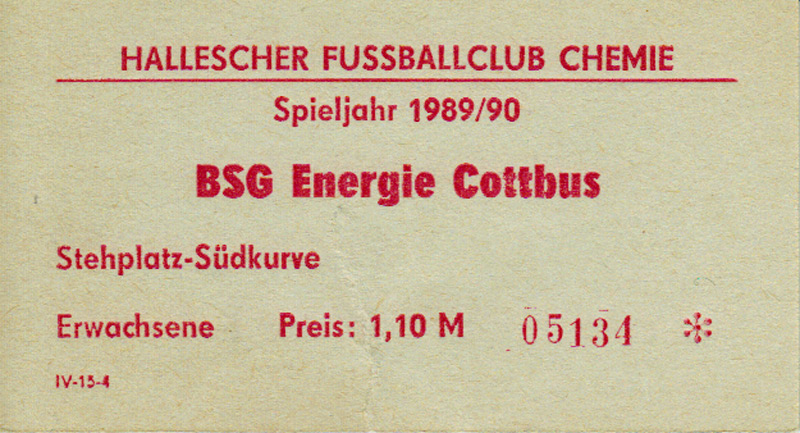 HALLESCHER FUSSBALLCLUB CHEMIE
Spieljahr 1989/90
BSG Energie Cottbus
Stehplatz-Südkurve
Erwachsene Preis: 1,10 M 05134 *
IV-15-4